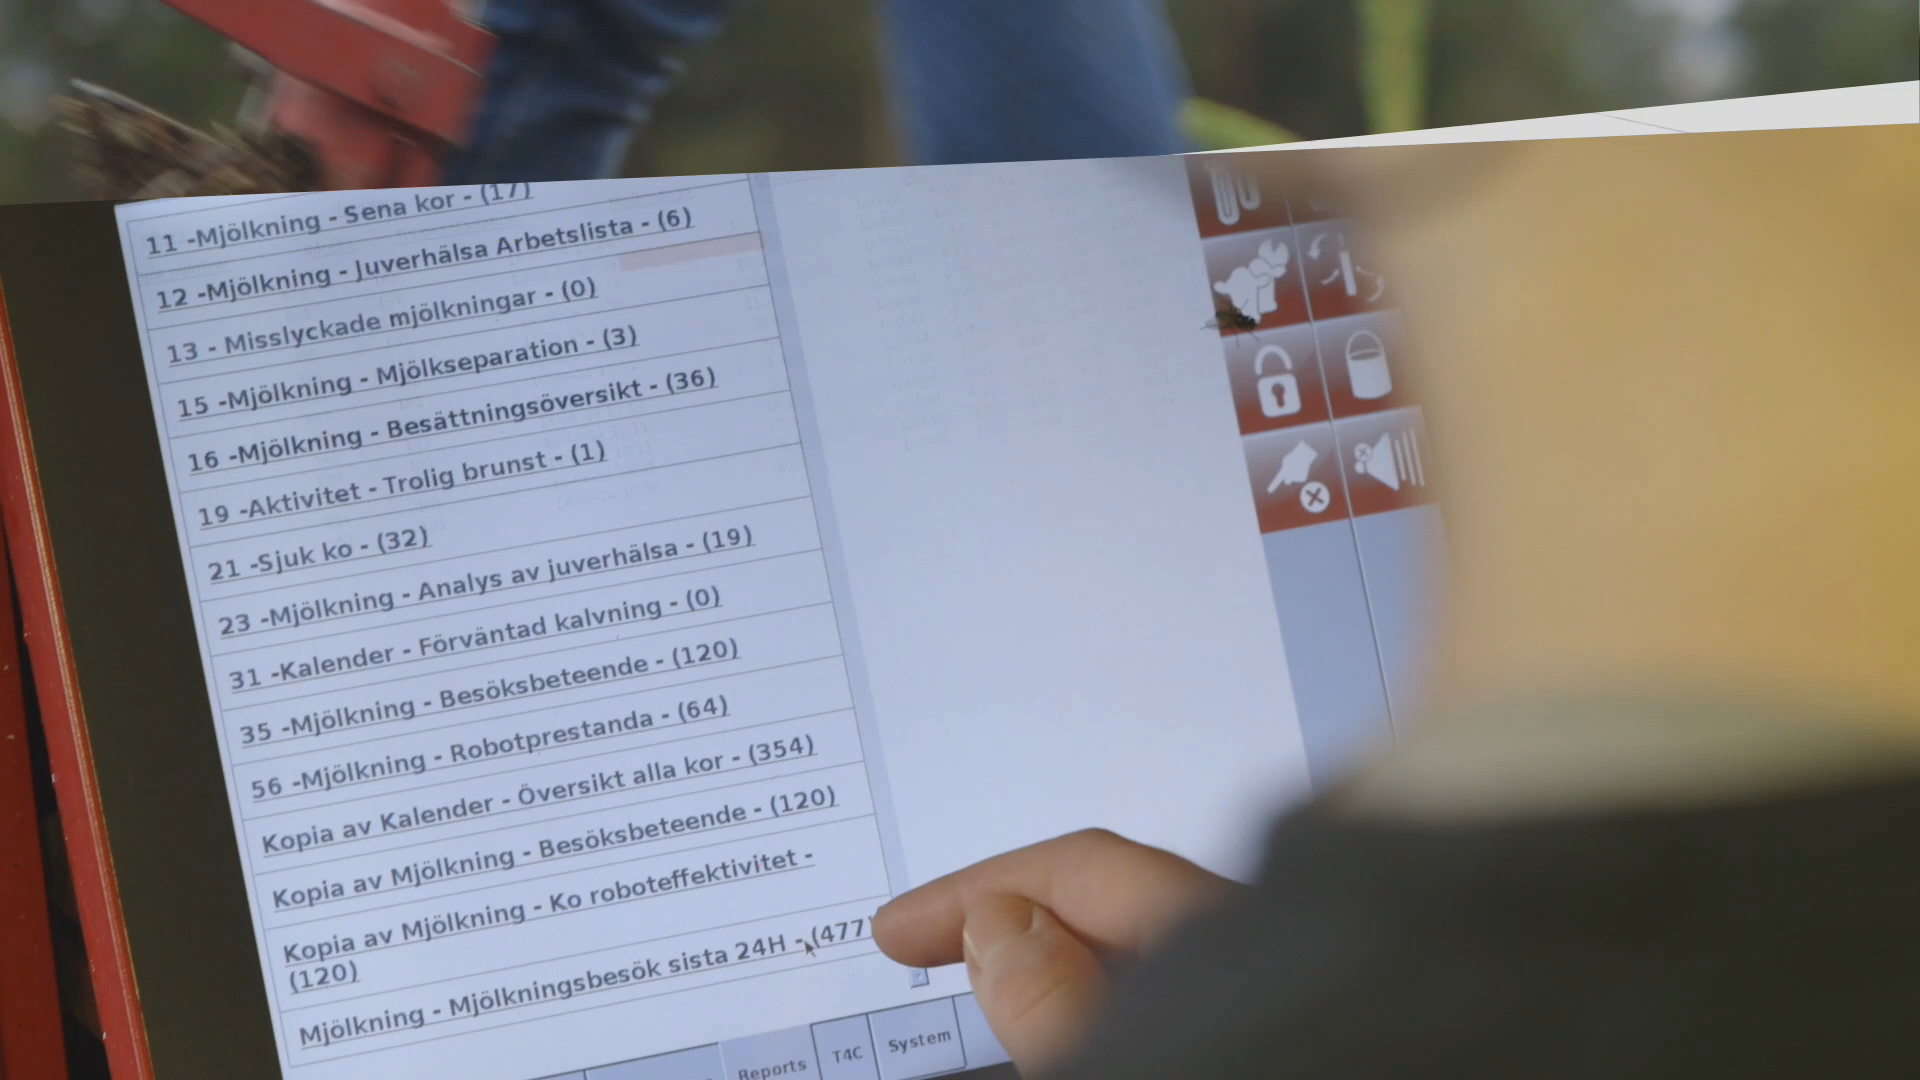 11 -Mjölkning - Sena kor - (17)
12 -Mjölkning - Juverhälsa Arbetslista - (6)
13 - Misslyckade mjölkningar - (0)
15 -Mjölkning - Mjölkseparation - (3)
16 -Mjölkning - Besättningsöversikt - (36)
19 -Aktivitet - Trolig brunst - (1)
21 -Sjuk ko - (32)
23 -Mjölkning - Analys av juverhälsa - (19)
31 -Kalender - Förväntad kalvning - (0)
35 -Mjölkning - Besöksbeteende - (120)
56 -Mjölkning - Robotprestanda - (64)
Kopia av Kalender - Översikt alla kor - (354)
Kopia av Mjölkning - Besöksbeteende - (120)
Kopia av Mjölkning - Ko roboteffektivitet -
(120)
Mjölkning - Mjölkningsbesök sista 24H - (477)
Reports T4C System